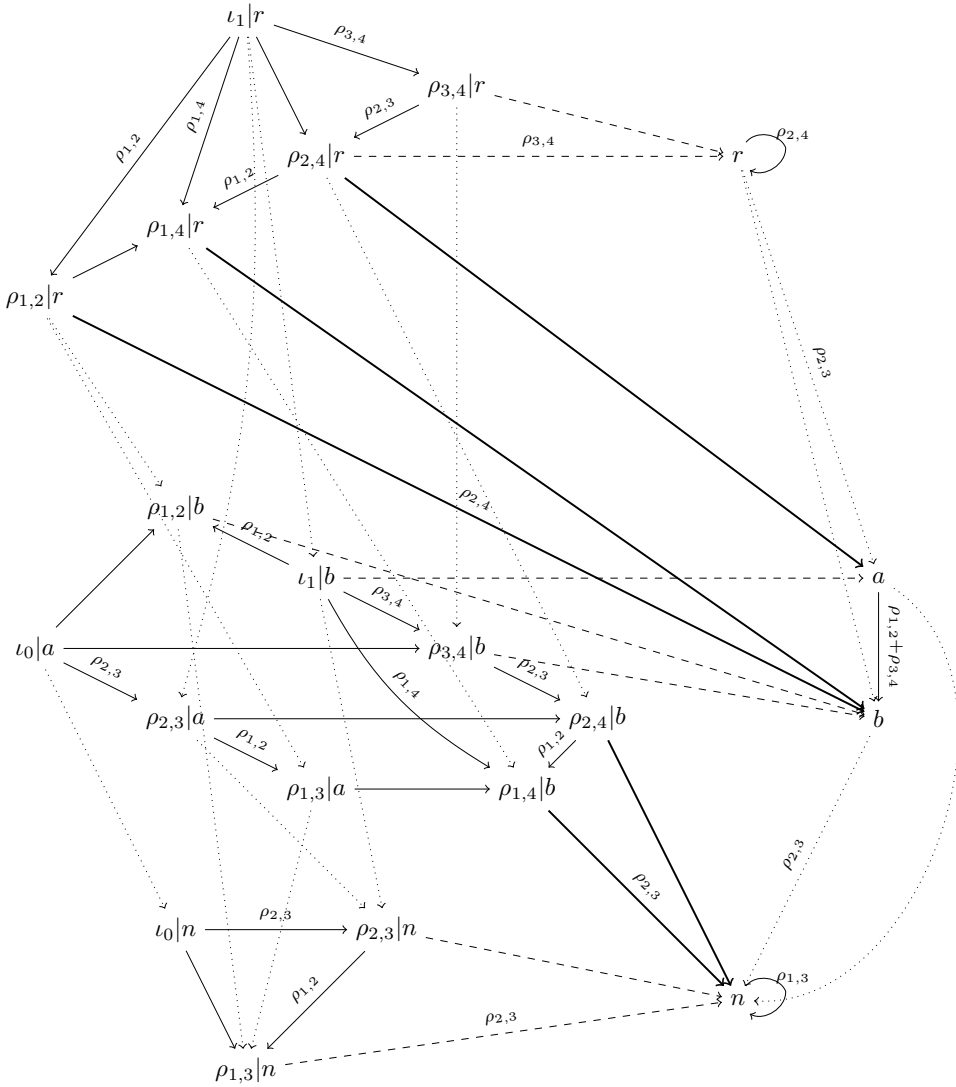 ι₁|r
ρ₃,₄
ρ₃,₄|r
ρ₂,₃
ρ₁,₄
ρ₁,₂
ρ₂,₄|r
ρ₃,₄
r
ρ₂,₄
ρ₁,₂
ρ₁,₄|r
ρ₁,₂|r
ρ₂,₃
ρ₂,₄
ρ₁,₂|b
ρ₁,₂
ι₁|b
a
ρ₃,₄
ρ₁,₂+ρ₃,₄
ι₀|a
ρ₃,₄|b
ρ₂,₃
ρ₂,₃
ρ₁,₄
ρ₂,₃|a
ρ₂,₄|b
b
ρ₁,₂
ρ₁,₂
ρ₁,₃|a
ρ₁,₄|b
ρ₂,₃
ρ₂,₃
ρ₂,₃
ι₀|n
ρ₂,₃|n
ρ₁,₃
ρ₁,₂
n
ρ₂,₃
ρ₁,₃|n